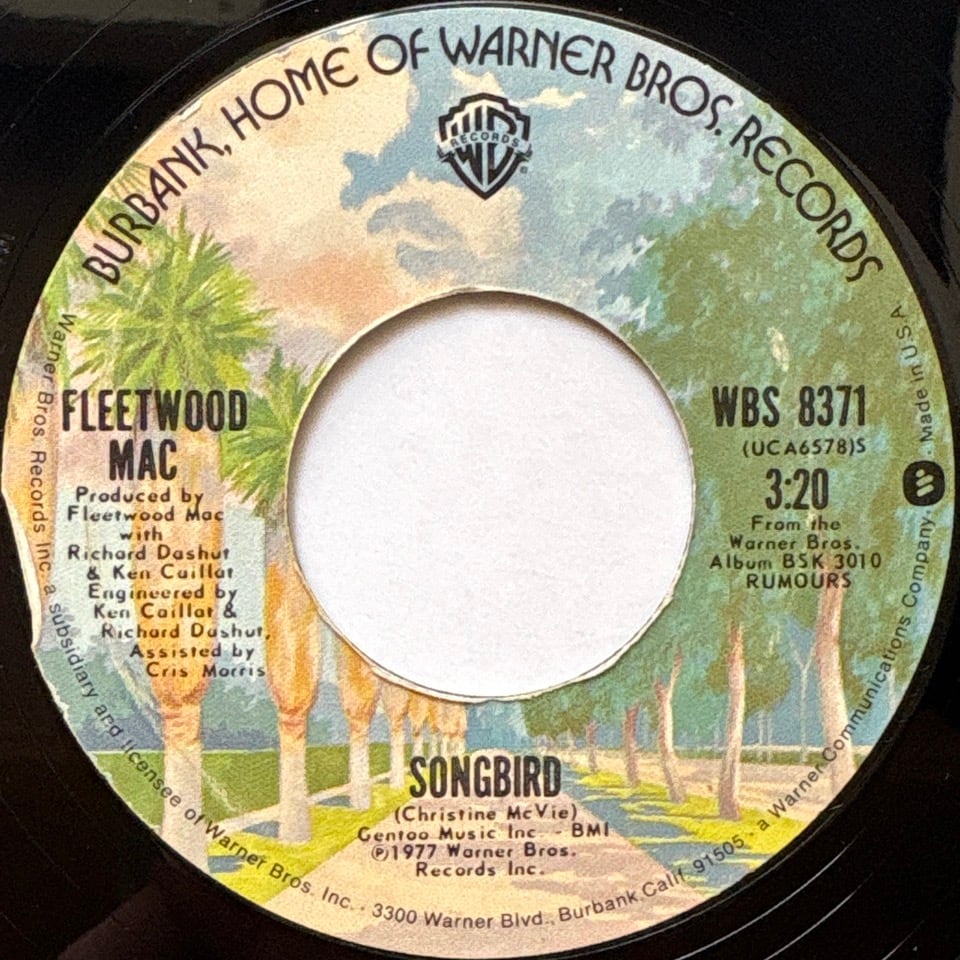 BURBANK, HOME OF WARNER BROS. RECORDS
WB
RECORDS
®
FLEETWOOD
MAC
Produced by
Fleetwood Mac
with
Richard Dashut
& Ken Caillat
Engineered by
Ken Caillat &
Richard Dashut,
Assisted by
Cris Morris
WBS 8371
(UCA6578)S
3:20
From the
Warner Bros.
Album BSK 3010
RUMOURS
SONGBIRD
(Christine McVie)
Gentoo Music Inc. - BMI
℗1977 Warner Bros.
Records Inc.
Warner Bros. Records Inc. a subsidiary and licensee of Warner Bros. Inc. · 3300 Warner Blvd., Burbank, Calif. 91505 · a Warner Communications Company. Made in U.S.A.